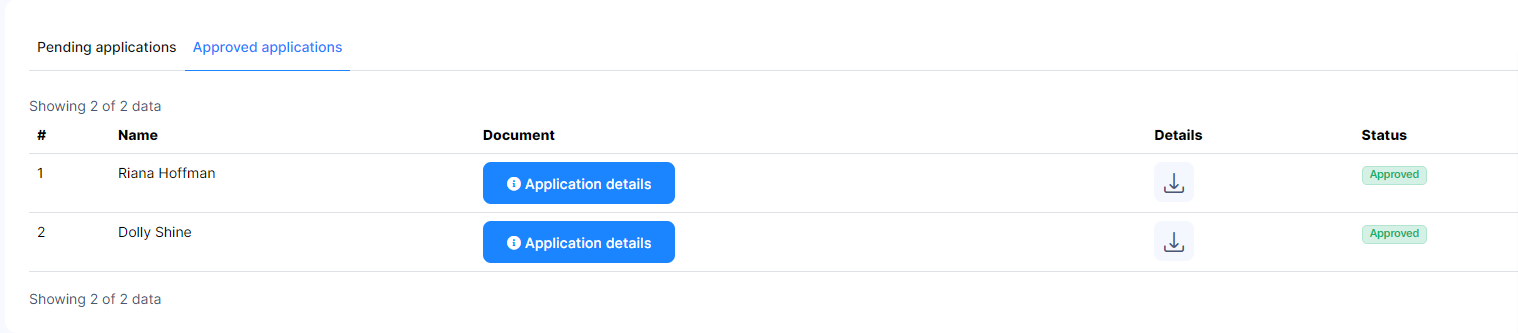 Pending applications Approved applications
Showing 2 of 2 data
# Name Document Details Status
1 Riana Hoffman Application details Approved
2 Dolly Shine Application details Approved
Showing 2 of 2 data